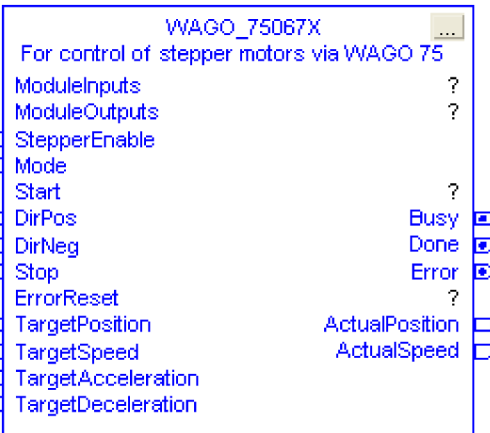 WAGO_75067X ...
For control of stepper motors via WAGO 75
ModuleInputs ?
ModuleOutputs ?
StepperEnable
Mode
Start ?
DirPos Busy
DirNeg Done
Stop Error
ErrorReset ?
TargetPosition ActualPosition
TargetSpeed ActualSpeed
TargetAcceleration
TargetDeceleration